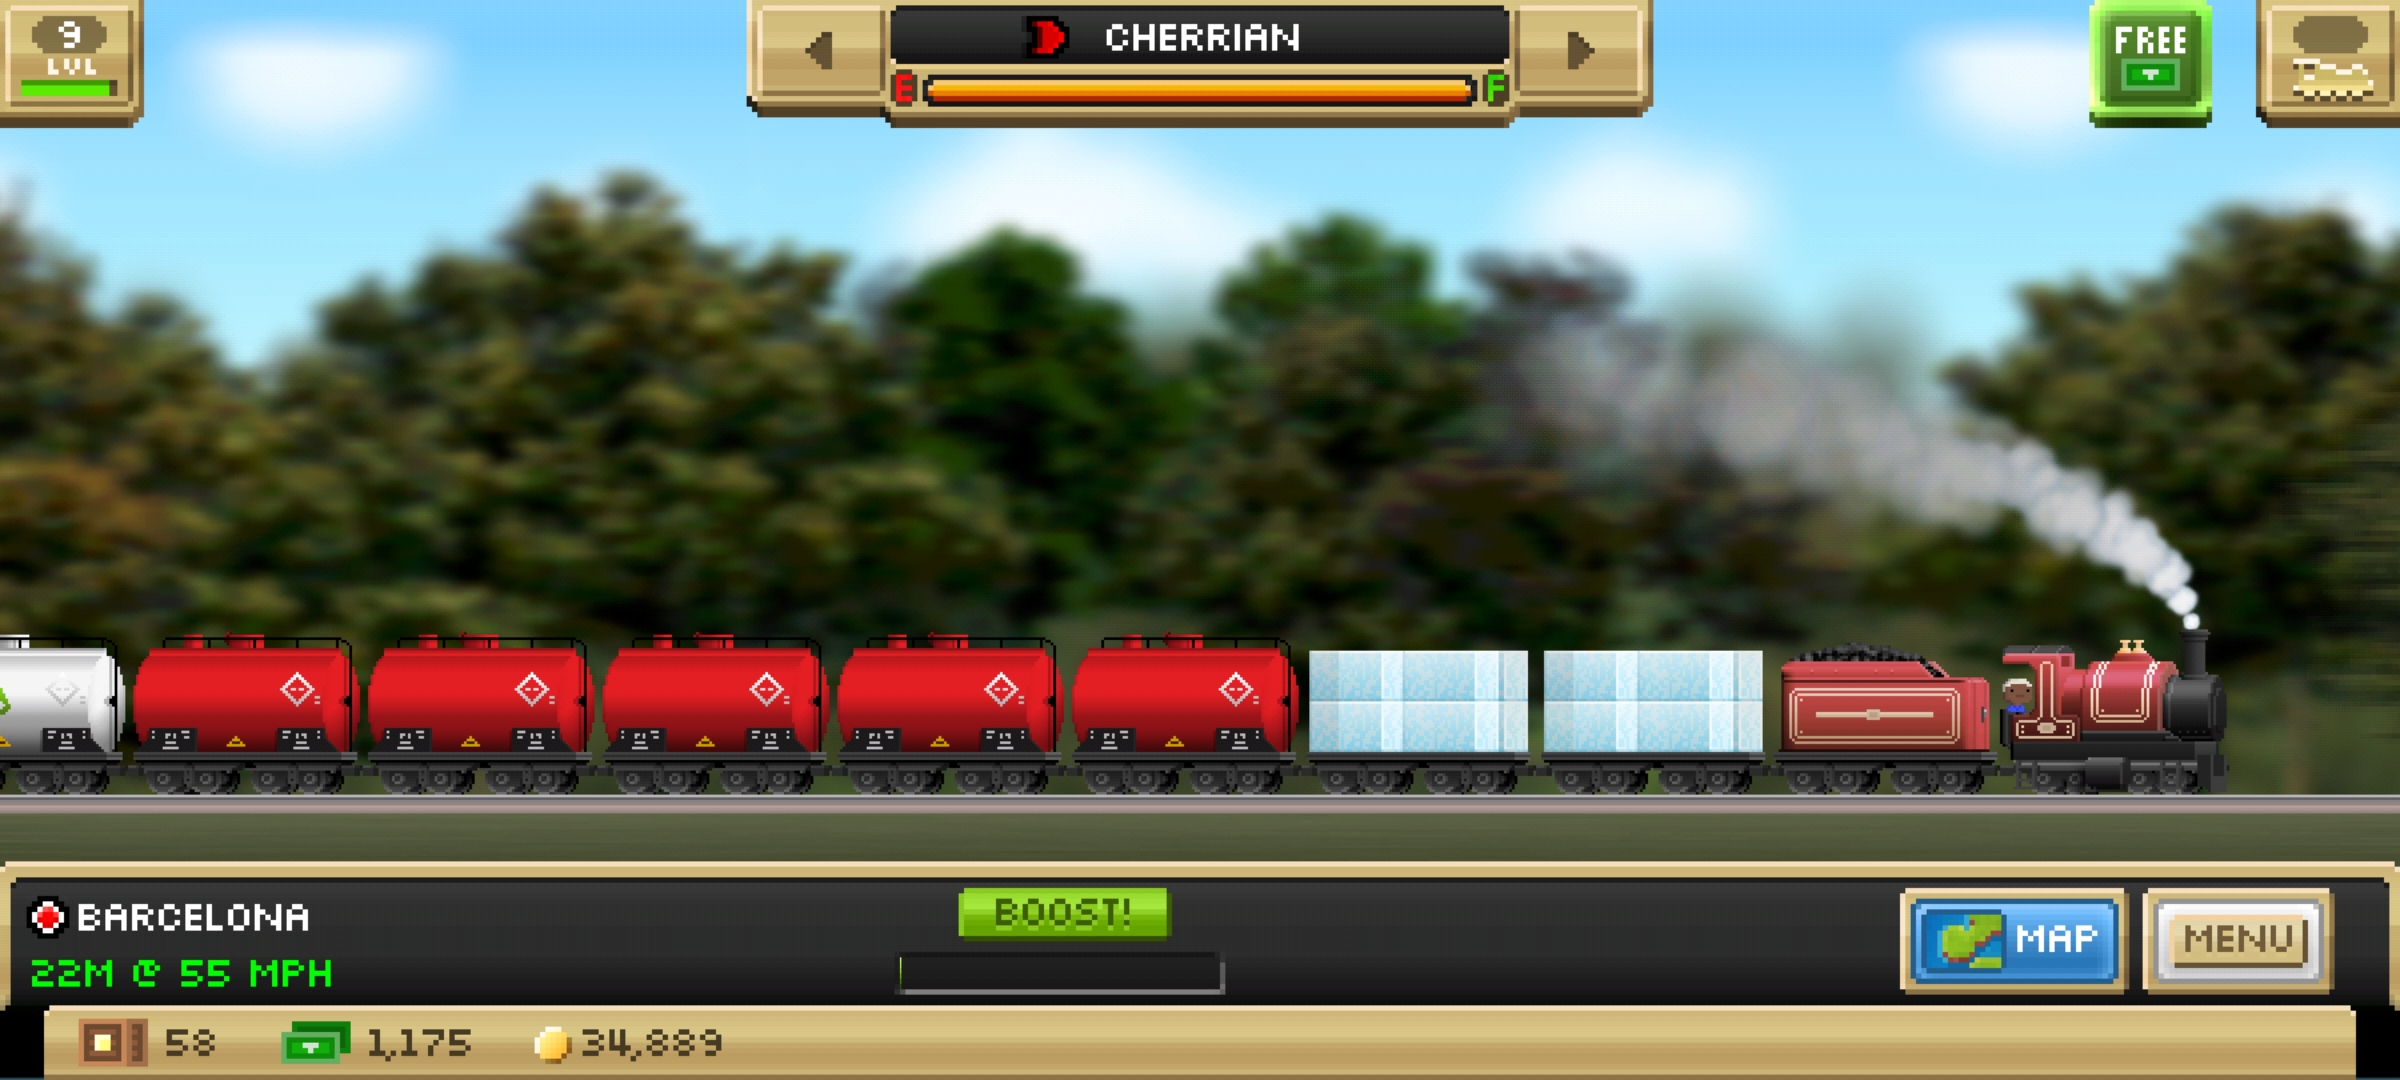 9
LVL
CHERRIAN
E F
FREE
BARCELONA
22M @ 55 MPH
BOOST!
MAP
MENU
58
1,175
34,889